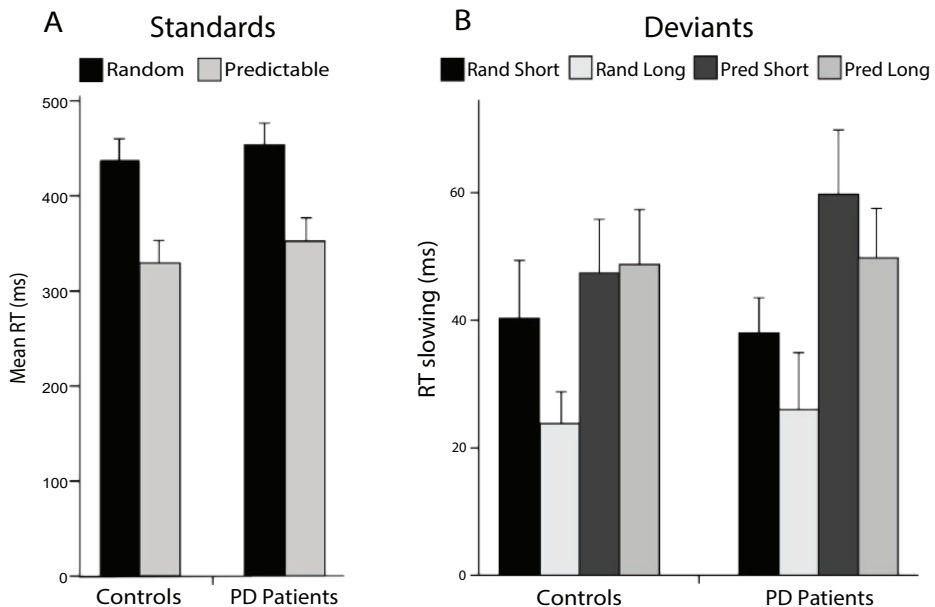 A
Standards
Random Predictable
500
400
300
200
100
0
Mean RT (ms)
Controls PD Patients
B
Deviants
Rand Short Rand Long Pred Short Pred Long
60
40
20
0
RT slowing (ms)
Controls PD Patients